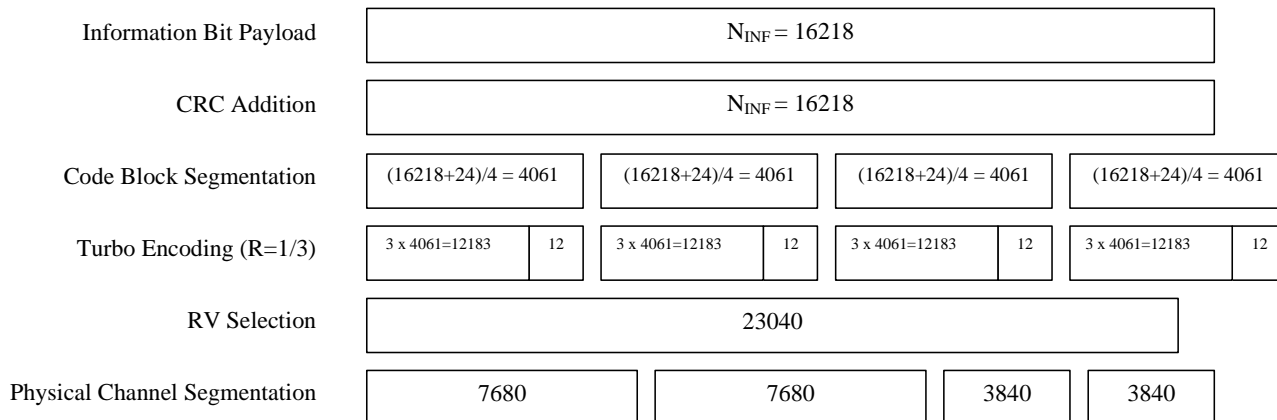 Information Bit Payload
N_INF = 16218
CRC Addition
N_INF = 16218
Code Block Segmentation
(16218+24)/4 = 4061
(16218+24)/4 = 4061
(16218+24)/4 = 4061
(16218+24)/4 = 4061
Turbo Encoding (R=1/3)
3 x 4061=12183
12
3 x 4061=12183
12
3 x 4061=12183
12
3 x 4061=12183
12
RV Selection
23040
Physical Channel Segmentation
7680
7680
3840
3840